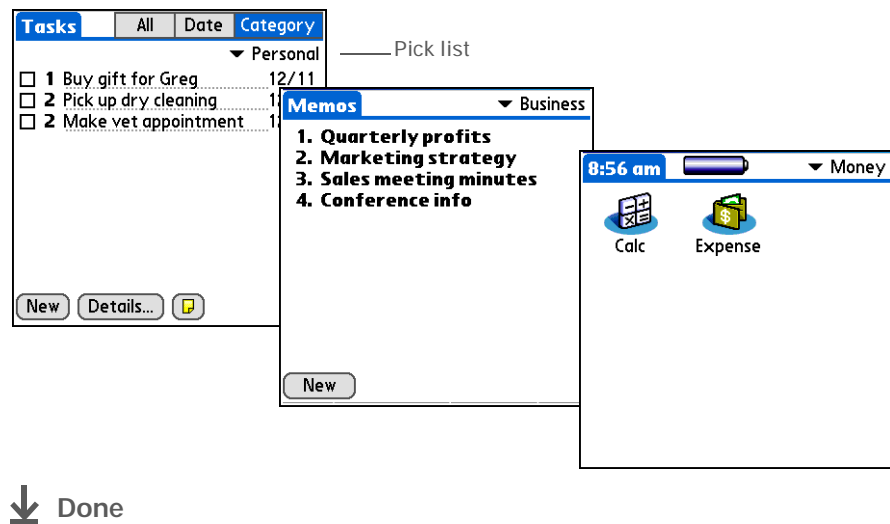 Tasks All Date Category
Personal
Pick list
1 Buy gift for Greg 12/11
2 Pick up dry cleaning 1
2 Make vet appointment 1
New Details...
Memos Business
1. Quarterly profits
2. Marketing strategy
3. Sales meeting minutes
4. Conference info
New
8:56 am Money
Calc Expense
Done